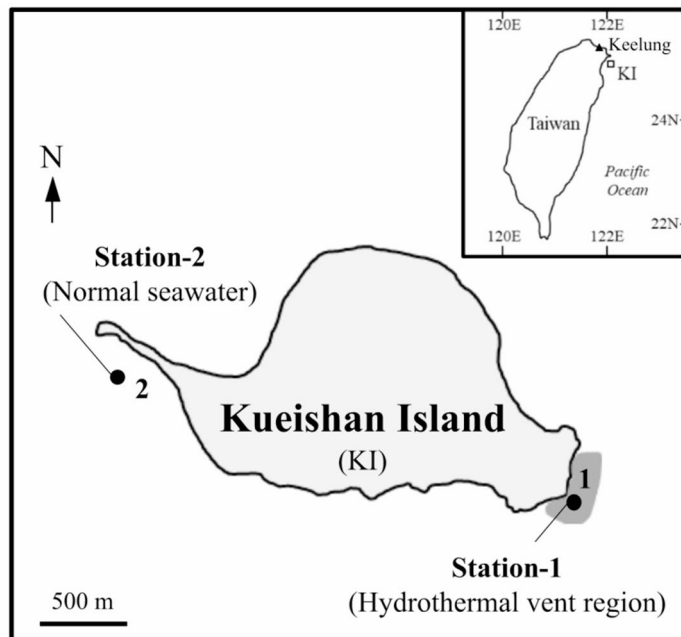 120E
122E
Keelung
KI
Taiwan
24N
Pacific
Ocean
22N
120E
122E
N
Station-2
(Normal seawater)
2
Kueishan Island
(KI)
1
Station-1
(Hydrothermal vent region)
500 m